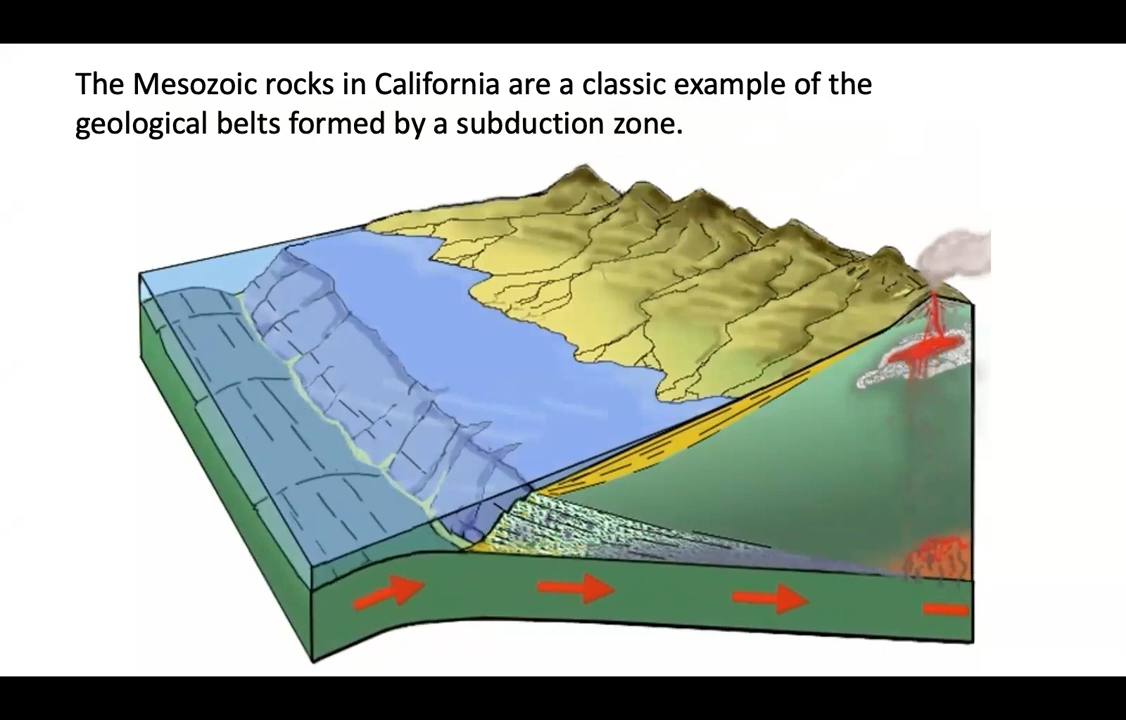 The Mesozoic rocks in California are a classic example of the
geological belts formed by a subduction zone.